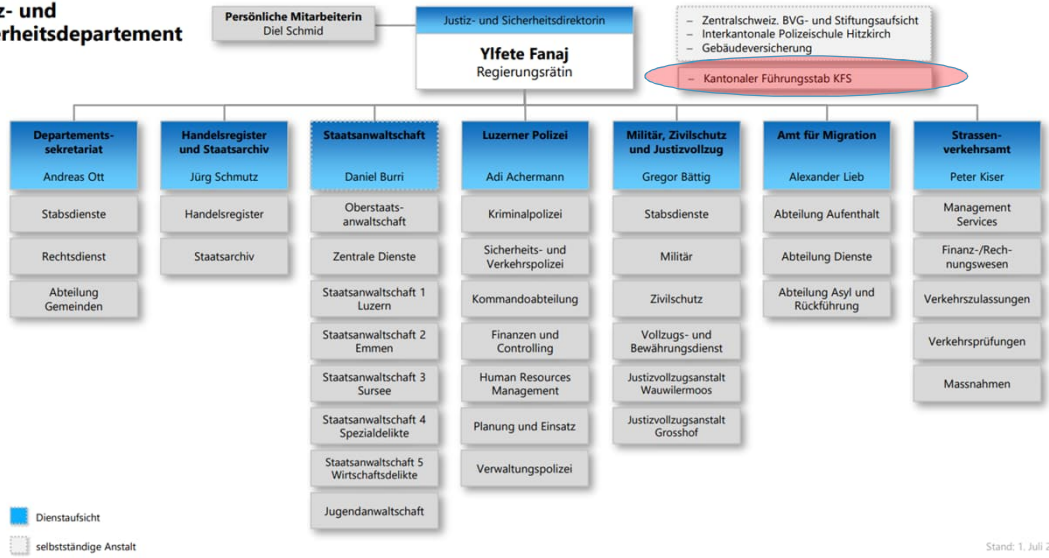 z- und
erheitsdepartement
Persönliche Mitarbeiterin
Diel Schmid
Justiz- und Sicherheitsdirektorin
Ylfete Fanaj
Regierungsrätin
– Zentralschweiz. BVG- und Stiftungsaufsicht
– Interkantonale Polizeischule Hitzkirch
– Gebäudeversicherung
– Kantonaler Führungsstab KFS
Departements-
sekretariat
Andreas Ott
Stabsdienste
Rechtsdienst
Abteilung
Gemeinden
Handelsregister
und Staatsarchiv
Jürg Schmutz
Handelsregister
Staatsarchiv
Staatsanwaltschaft
Daniel Burri
Oberstaats-
anwaltschaft
Zentrale Dienste
Staatsanwaltschaft 1
Luzern
Staatsanwaltschaft 2
Emmen
Staatsanwaltschaft 3
Sursee
Staatsanwaltschaft 4
Spezialdelikte
Staatsanwaltschaft 5
Wirtschaftsdelikte
Jugendanwaltschaft
Luzerner Polizei
Adi Achermann
Kriminalpolizei
Sicherheits- und
Verkehrspolizei
Kommandoabteilung
Finanzen und
Controlling
Human Resources
Management
Planung und Einsatz
Verwaltungspolizei
Militär, Zivilschutz
und Justizvollzug
Gregor Bättig
Stabsdienste
Militär
Zivilschutz
Vollzugs- und
Bewährungsdienst
Justizvollzugsanstalt
Wauwilermoos
Justizvollzugsanstalt
Grosshof
Amt für Migration
Alexander Lieb
Abteilung Aufenthalt
Abteilung Dienste
Abteilung Asyl und
Rückführung
Strassen-
verkehrsamt
Peter Kiser
Management
Services
Finanz-/Rech-
nungswesen
Verkehrszulassungen
Verkehrsprüfungen
Massnahmen
Dienstaufsicht
selbstständige Anstalt
Stand: 1. Juli 2